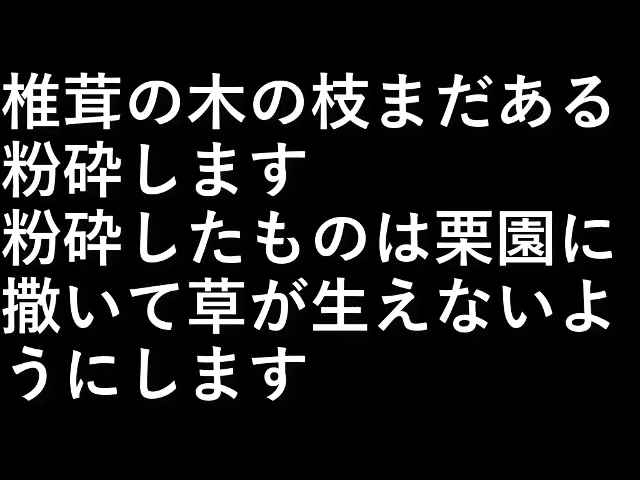 椎茸の木の枝まだある
粉砕します
粉砕したものは栗園に
撒いて草が生えないよ
うにします